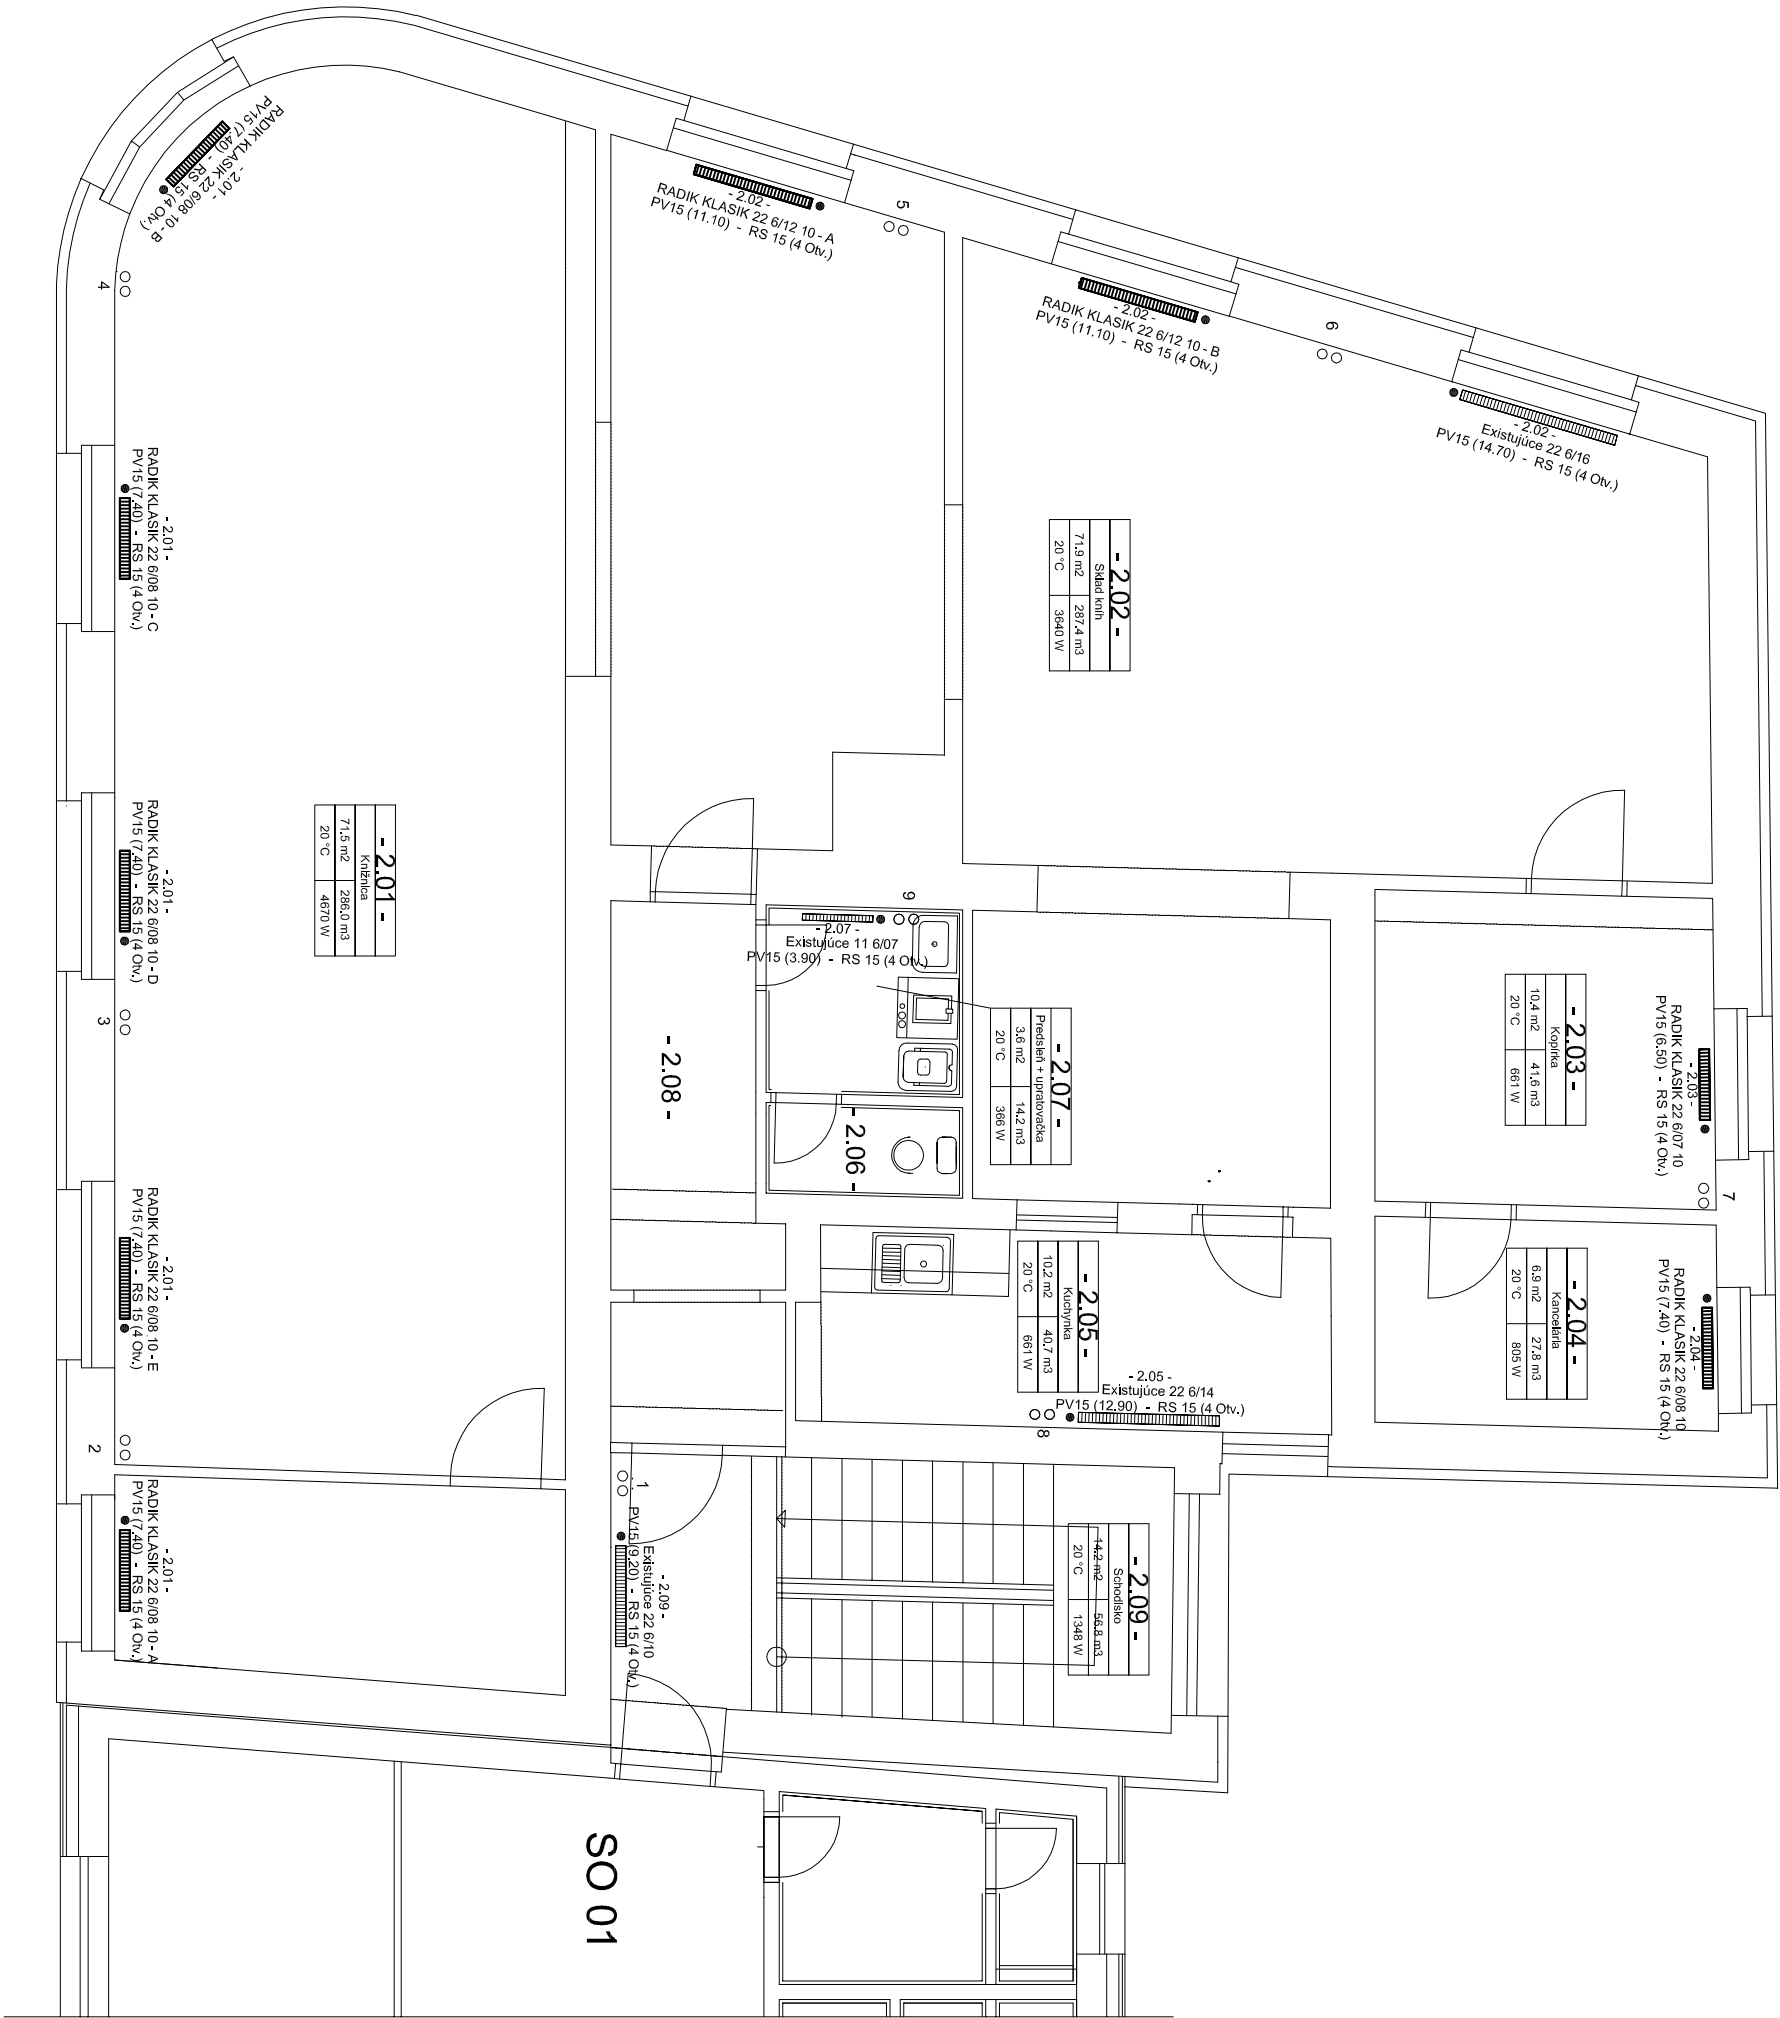 - 2.01 -
RADIK KLASIK 22 6/08 10 - B
PV15 (7.40) - RS 15 (4 Otv.)
- 2.02 -
RADIK KLASIK 22 6/12 10 - A
PV15 (11.10) - RS 15 (4 Otv.)
5
- 2.02 -
RADIK KLASIK 22 6/12 10 - B
PV15 (11.10) - RS 15 (4 Otv.)
6
- 2.02 -
Existujúce 22 6/16
PV15 (14.70) - RS 15 (4 Otv.)
4
- 2.01 -
RADIK KLASIK 22 6/08 10 - C
PV15 (7.40) - RS 15 (4 Otv.)
- 2.02 -
Sklad kníh
71.9 m2 287.4 m3
20 °C 3640 W
- 2.01 -
RADIK KLASIK 22 6/08 10 - D
PV15 (7.40) - RS 15 (4 Otv.)
3
- 2.01 -
Knižnica
71.5 m2 286.0 m3
20 °C 4670 W
9
- 2.07 -
Existujúce 11 6/07
PV15 (3.90) - RS 15 (4 Otv.)
- 2.07 -
Predsieň + upratovačka
3.6 m2 14.2 m3
20 °C 366 W
- 2.08 -
- 2.06 -
- 2.03 -
Kopírka
10.4 m2 41.6 m3
20 °C 661 W
- 2.03 -
RADIK KLASIK 22 6/07 10
PV15 (6.50) - RS 15 (4 Otv.)
7
- 2.04 -
Kancelária
6.9 m2 27.8 m3
20 °C 805 W
- 2.04 -
RADIK KLASIK 22 6/08 10
PV15 (7.40) - RS 15 (4 Otv.)
- 2.05 -
Kuchynka
10.2 m2 40.7 m3
20 °C 661 W
- 2.05 -
Existujúce 22 6/14
PV15 (12.90) - RS 15 (4 Otv.)
8
- 2.01 -
RADIK KLASIK 22 6/08 10 - E
PV15 (7.40) - RS 15 (4 Otv.)
2
- 2.01 -
RADIK KLASIK 22 6/08 10 - A
PV15 (7.40) - RS 15 (4 Otv.)
1
- 2.09 -
Existujúce 22 6/10
PV15 (9.20) - RS 15 (4 Otv.)
- 2.09 -
Schodisko
14.2 m2 56.8 m3
20 °C 1348 W
SO 01